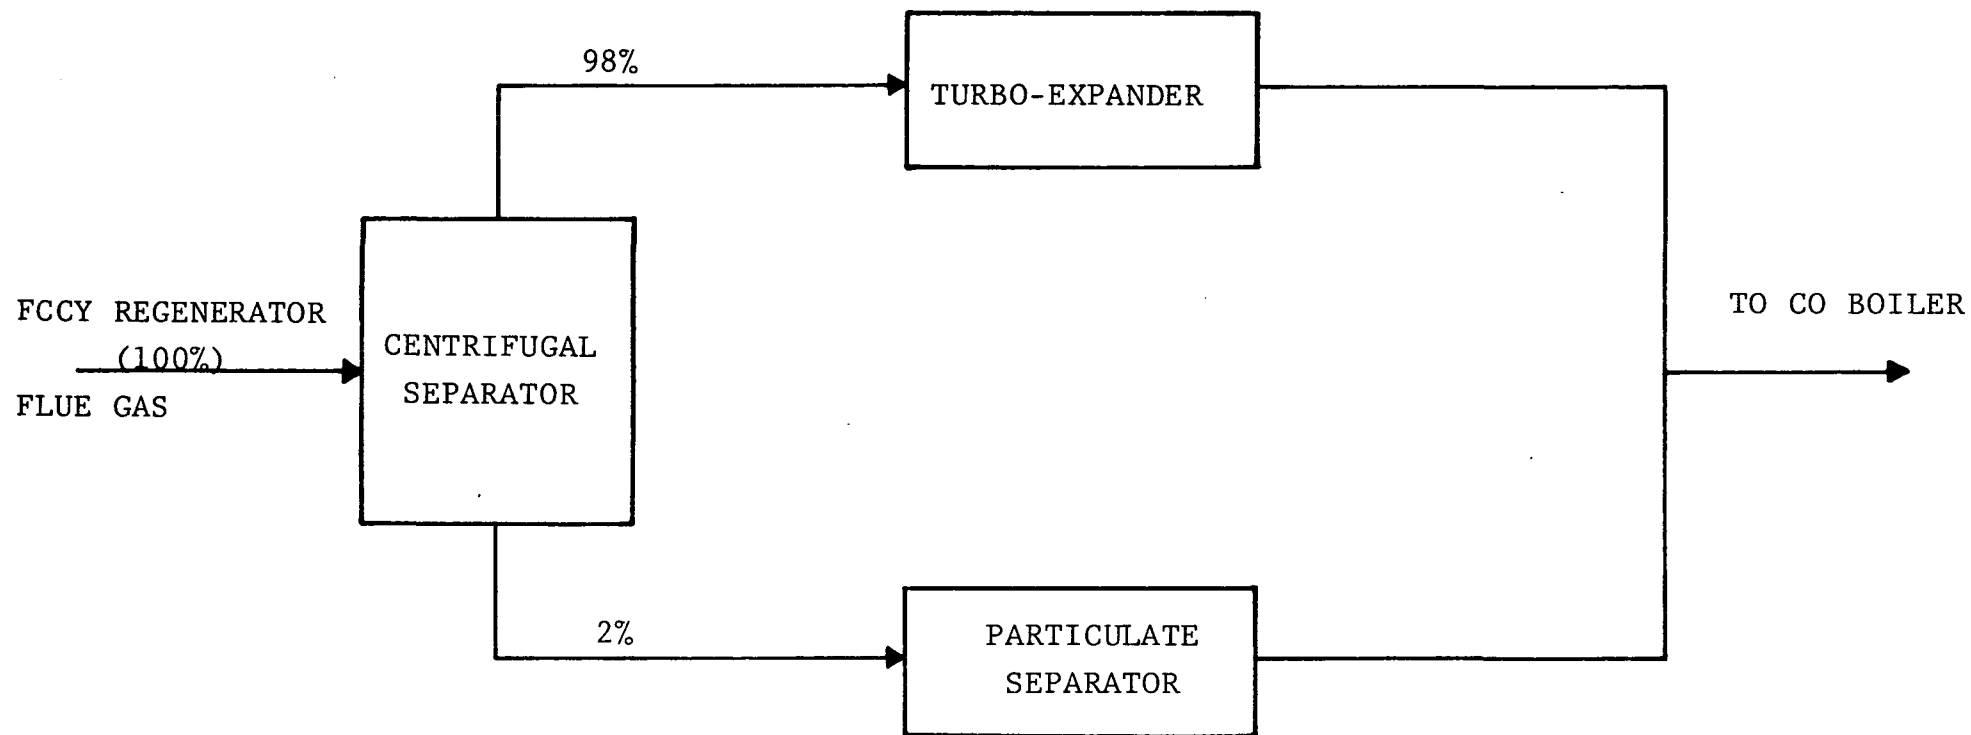 98%
TURBO-EXPANDER
FCCY REGENERATOR
(100%)
FLUE GAS
CENTRIFUGAL
SEPARATOR
TO CO BOILER
2%
PARTICULATE
SEPARATOR